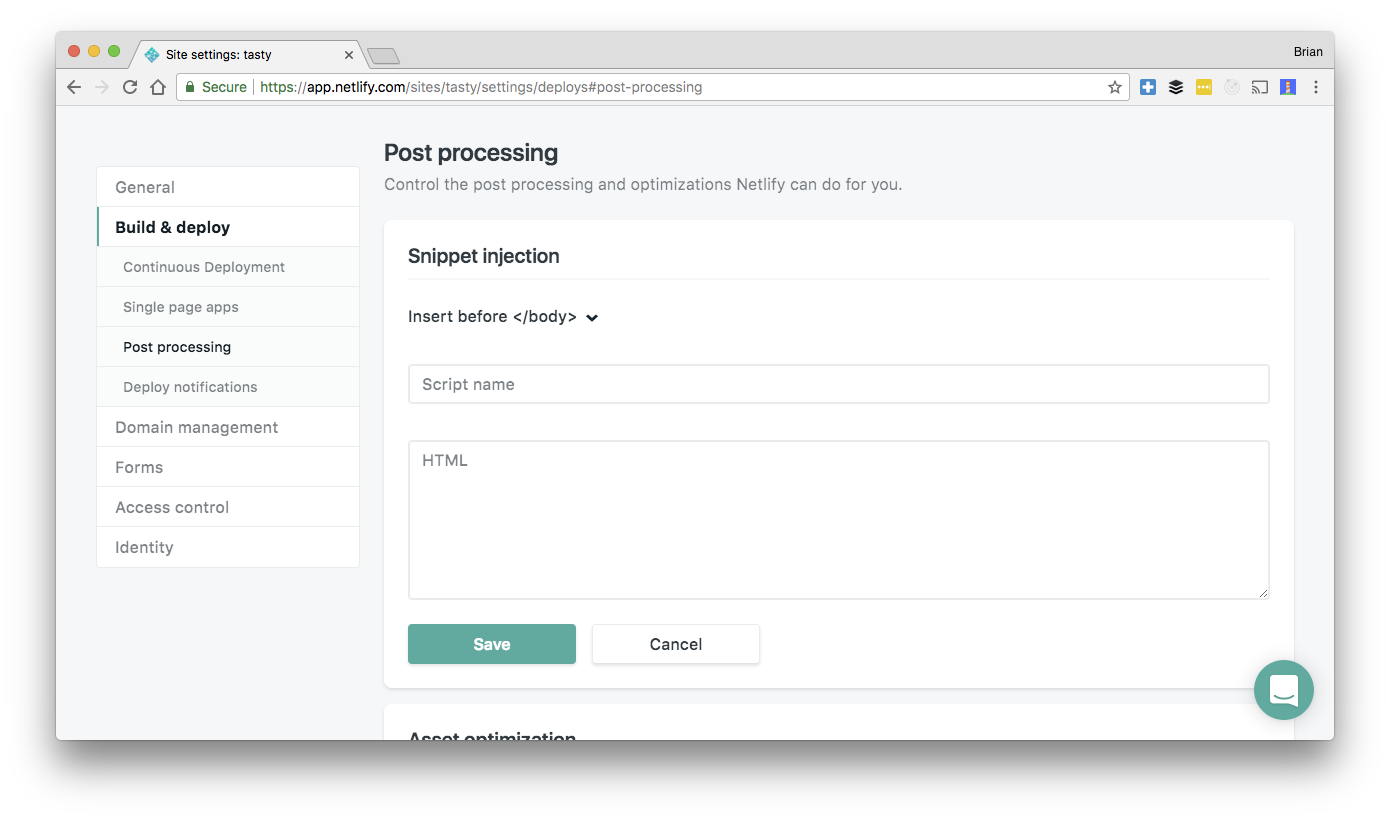 Site settings: tasty
Brian
Secure https://app.netlify.com/sites/tasty/settings/deploys#post-processing
General
Build & deploy
Continuous Deployment
Single page apps
Post processing
Deploy notifications
Domain management
Forms
Access control
Identity
Post processing
Control the post processing and optimizations Netlify can do for you.
Snippet injection
Insert before </body>
Script name
HTML
Save
Cancel
Asset optimization